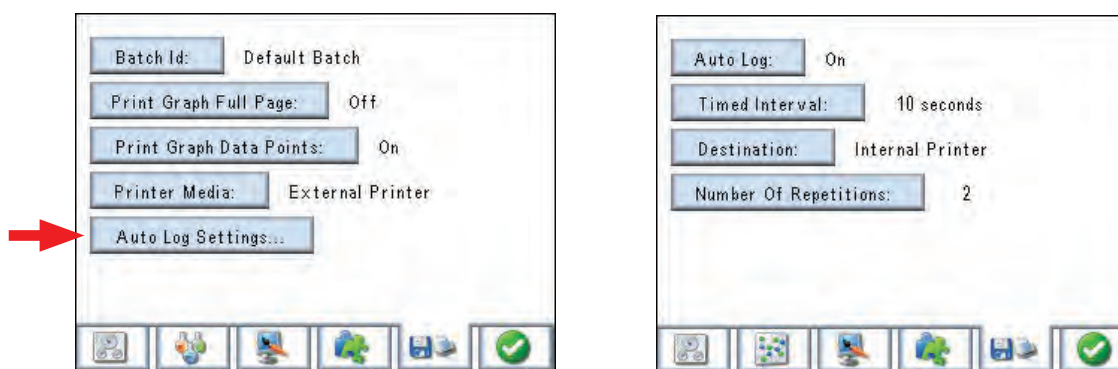 Batch Id: Default Batch
Print Graph Full Page: Off
Print Graph Data Points: On
Printer Media: External Printer
Auto Log Settings...
Auto Log: On
Timed Interval: 10 seconds
Destination: Internal Printer
Number Of Repetitions: 2